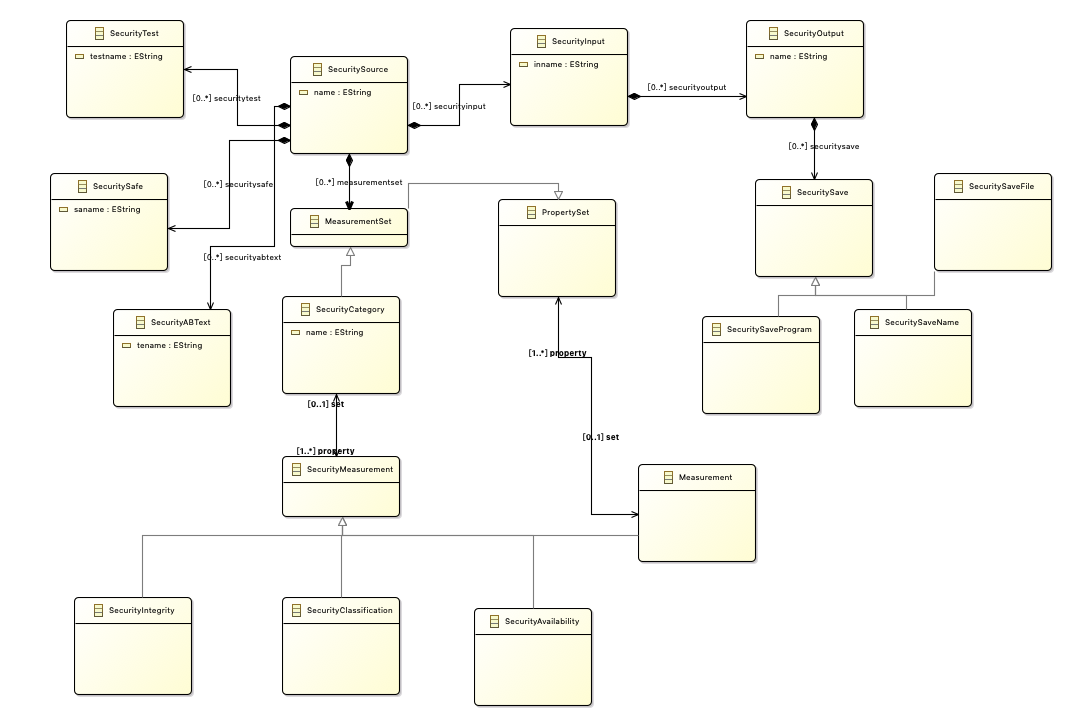 SecurityTest
testname : EString
SecuritySource
name : EString
SecurityInput
inname : EString
SecurityOutput
name : EString
[0..*] securitytest
[0..*] securityinput
[0..*] securityoutput
[0..*] securitysave
SecuritySafe
saname : EString
[0..*] securitysafe
[0..*] measurementset
MeasurementSet
PropertySet
SecuritySave
SecuritySaveFile
[0..*] securityabtext
SecurityABText
tename : EString
SecurityCategory
name : EString
SecuritySaveProgram
SecuritySaveName
[1..*] property
[0..1] set
[0..1] set
[1..*] property
SecurityMeasurement
Measurement
SecurityIntegrity
SecurityClassification
SecurityAvailability